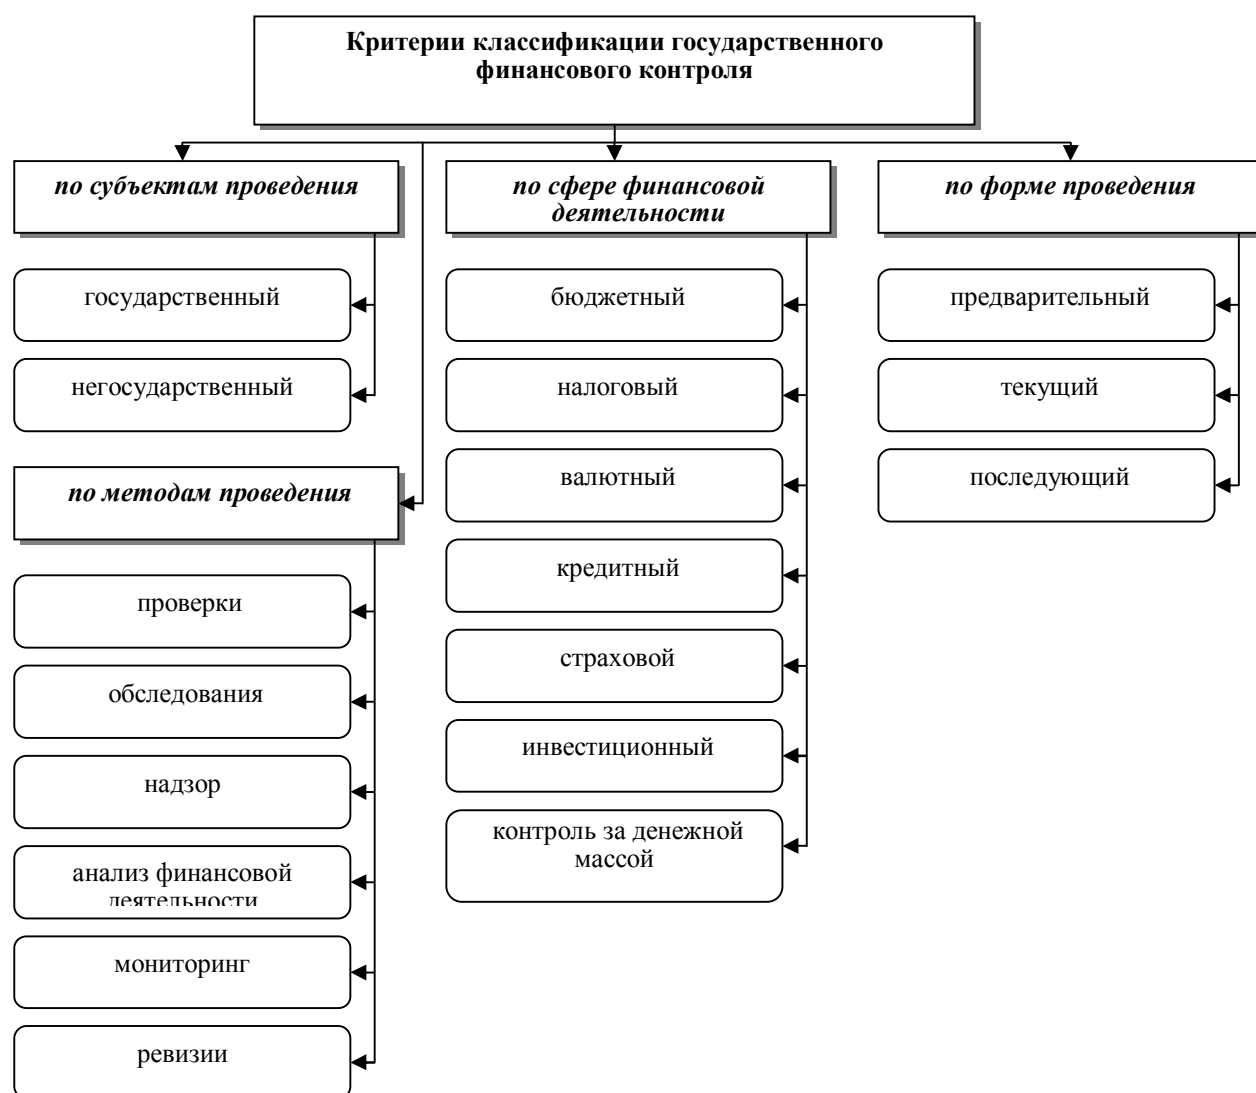 Критерии классификации государственного
финансового контроля
по субъектам проведения
государственный
негосударственный
по методам проведения
проверки
обследования
надзор
анализ финансовой
деятельности
мониторинг
ревизии
по сфере финансовой
деятельности
бюджетный
налоговый
валютный
кредитный
страховой
инвестиционный
контроль за денежной
массой
по форме проведения
предварительный
текущий
последующий